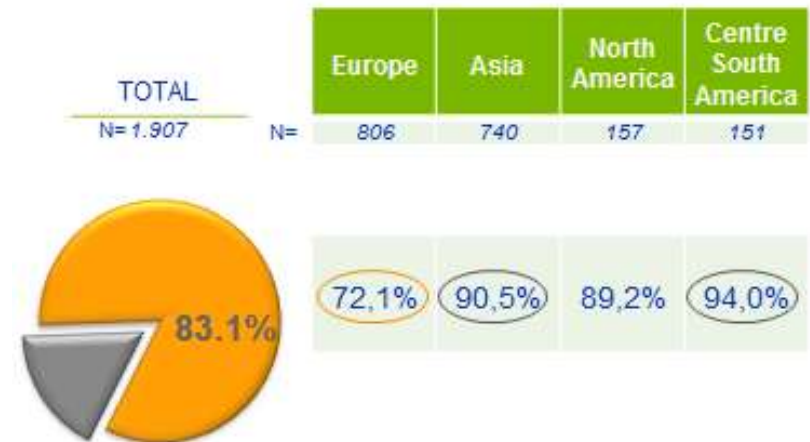 TOTAL
N= 1.907
N=
Europe
Asia
North
America
Centre
South
America
806
740
157
151
83.1%
72,1%
90,5%
89,2%
94,0%